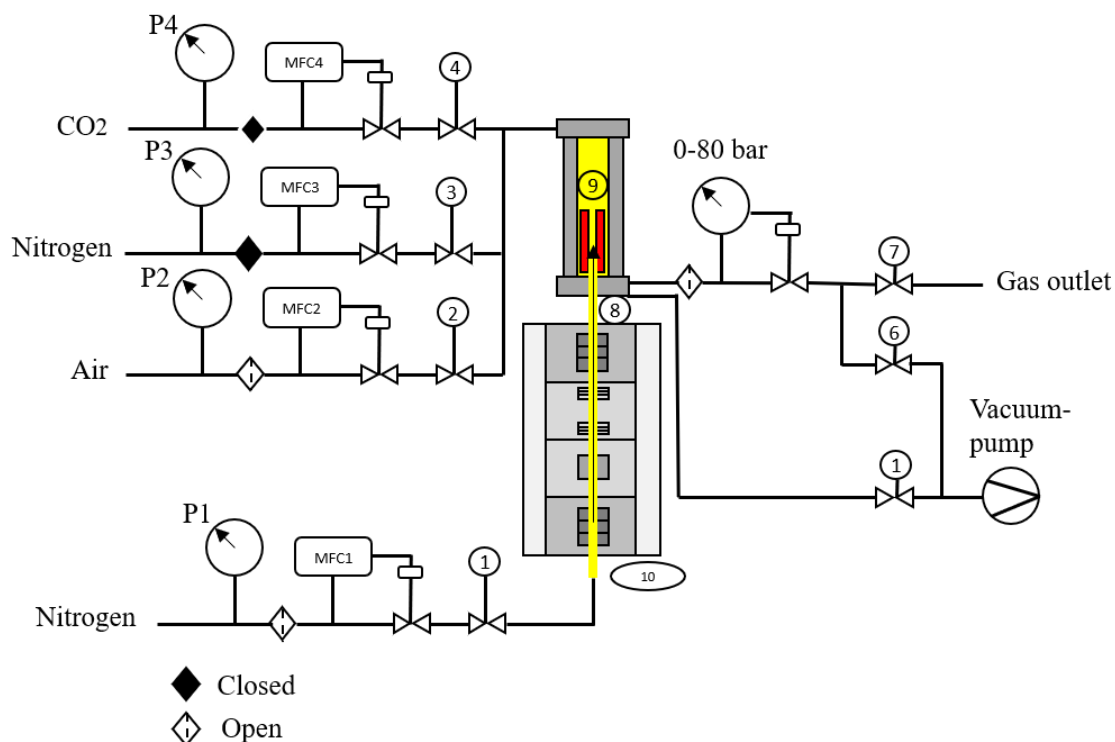 P4
MFC4
4
CO2
P3
MFC3
3
Nitrogen
P2
MFC2
2
Air
9
8
0-80 bar
7
Gas outlet
6
Vacuum-
pump
1
P1
MFC1
1
10
Nitrogen
Closed
Open